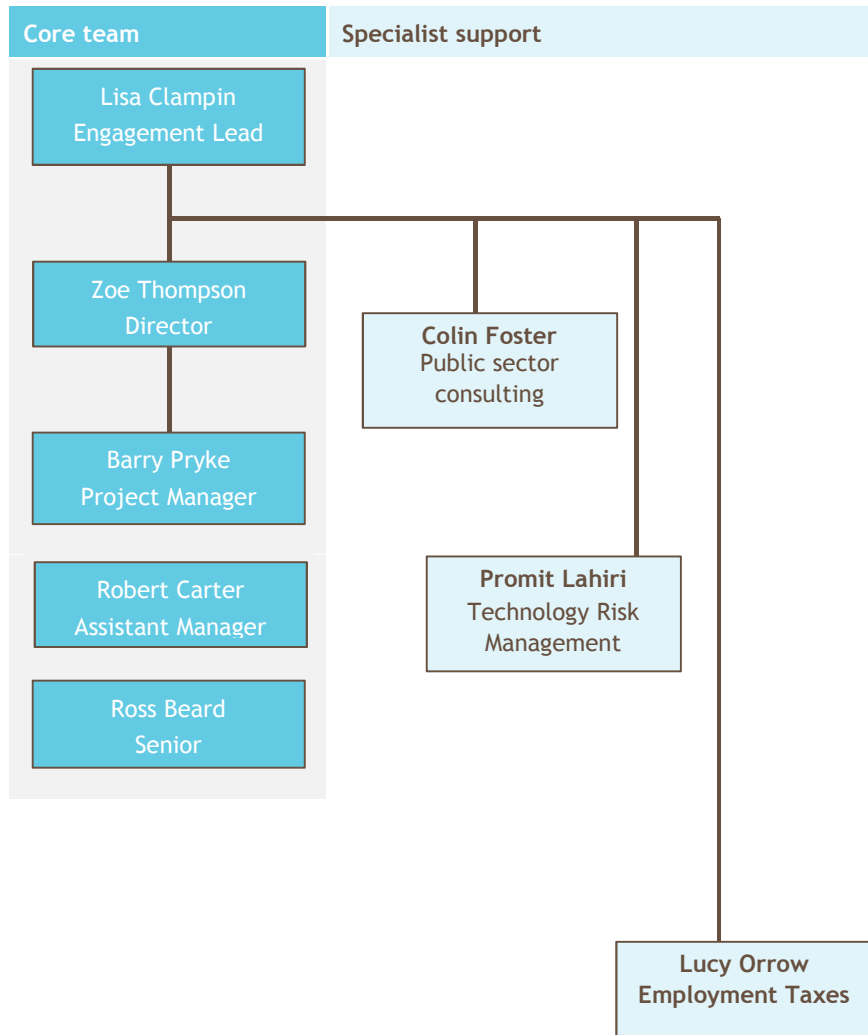 Core team
Specialist support
Lisa Clampin
Engagement Lead
Zoe Thompson
Director
Colin Foster
Public sector
consulting
Barry Pryke
Project Manager
Robert Carter
Assistant Manager
Promit Lahiri
Technology Risk
Management
Ross Beard
Senior
Lucy Orrow
Employment Taxes